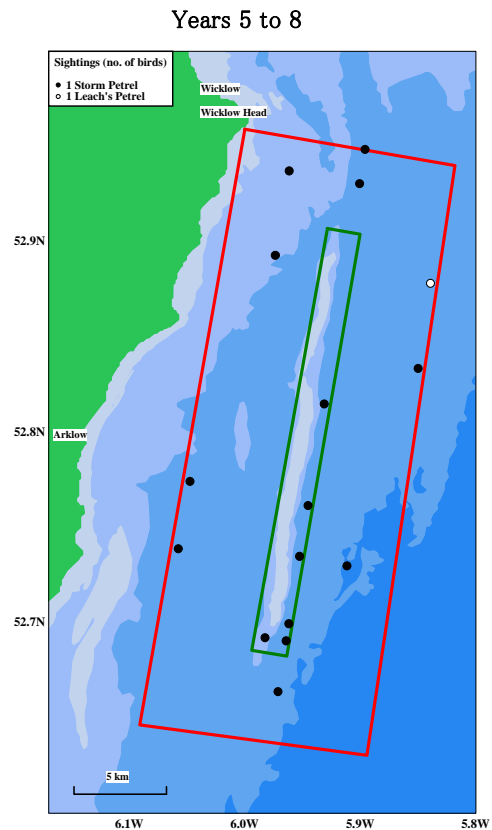 Years 5 to 8
Sightings (no. of birds)
1 Storm Petrel
1 Leach's Petrel
Wicklow
Wicklow Head
52.9N
52.8N
Arklow
52.7N
5 km
6.1W 6.0W 5.9W 5.8W